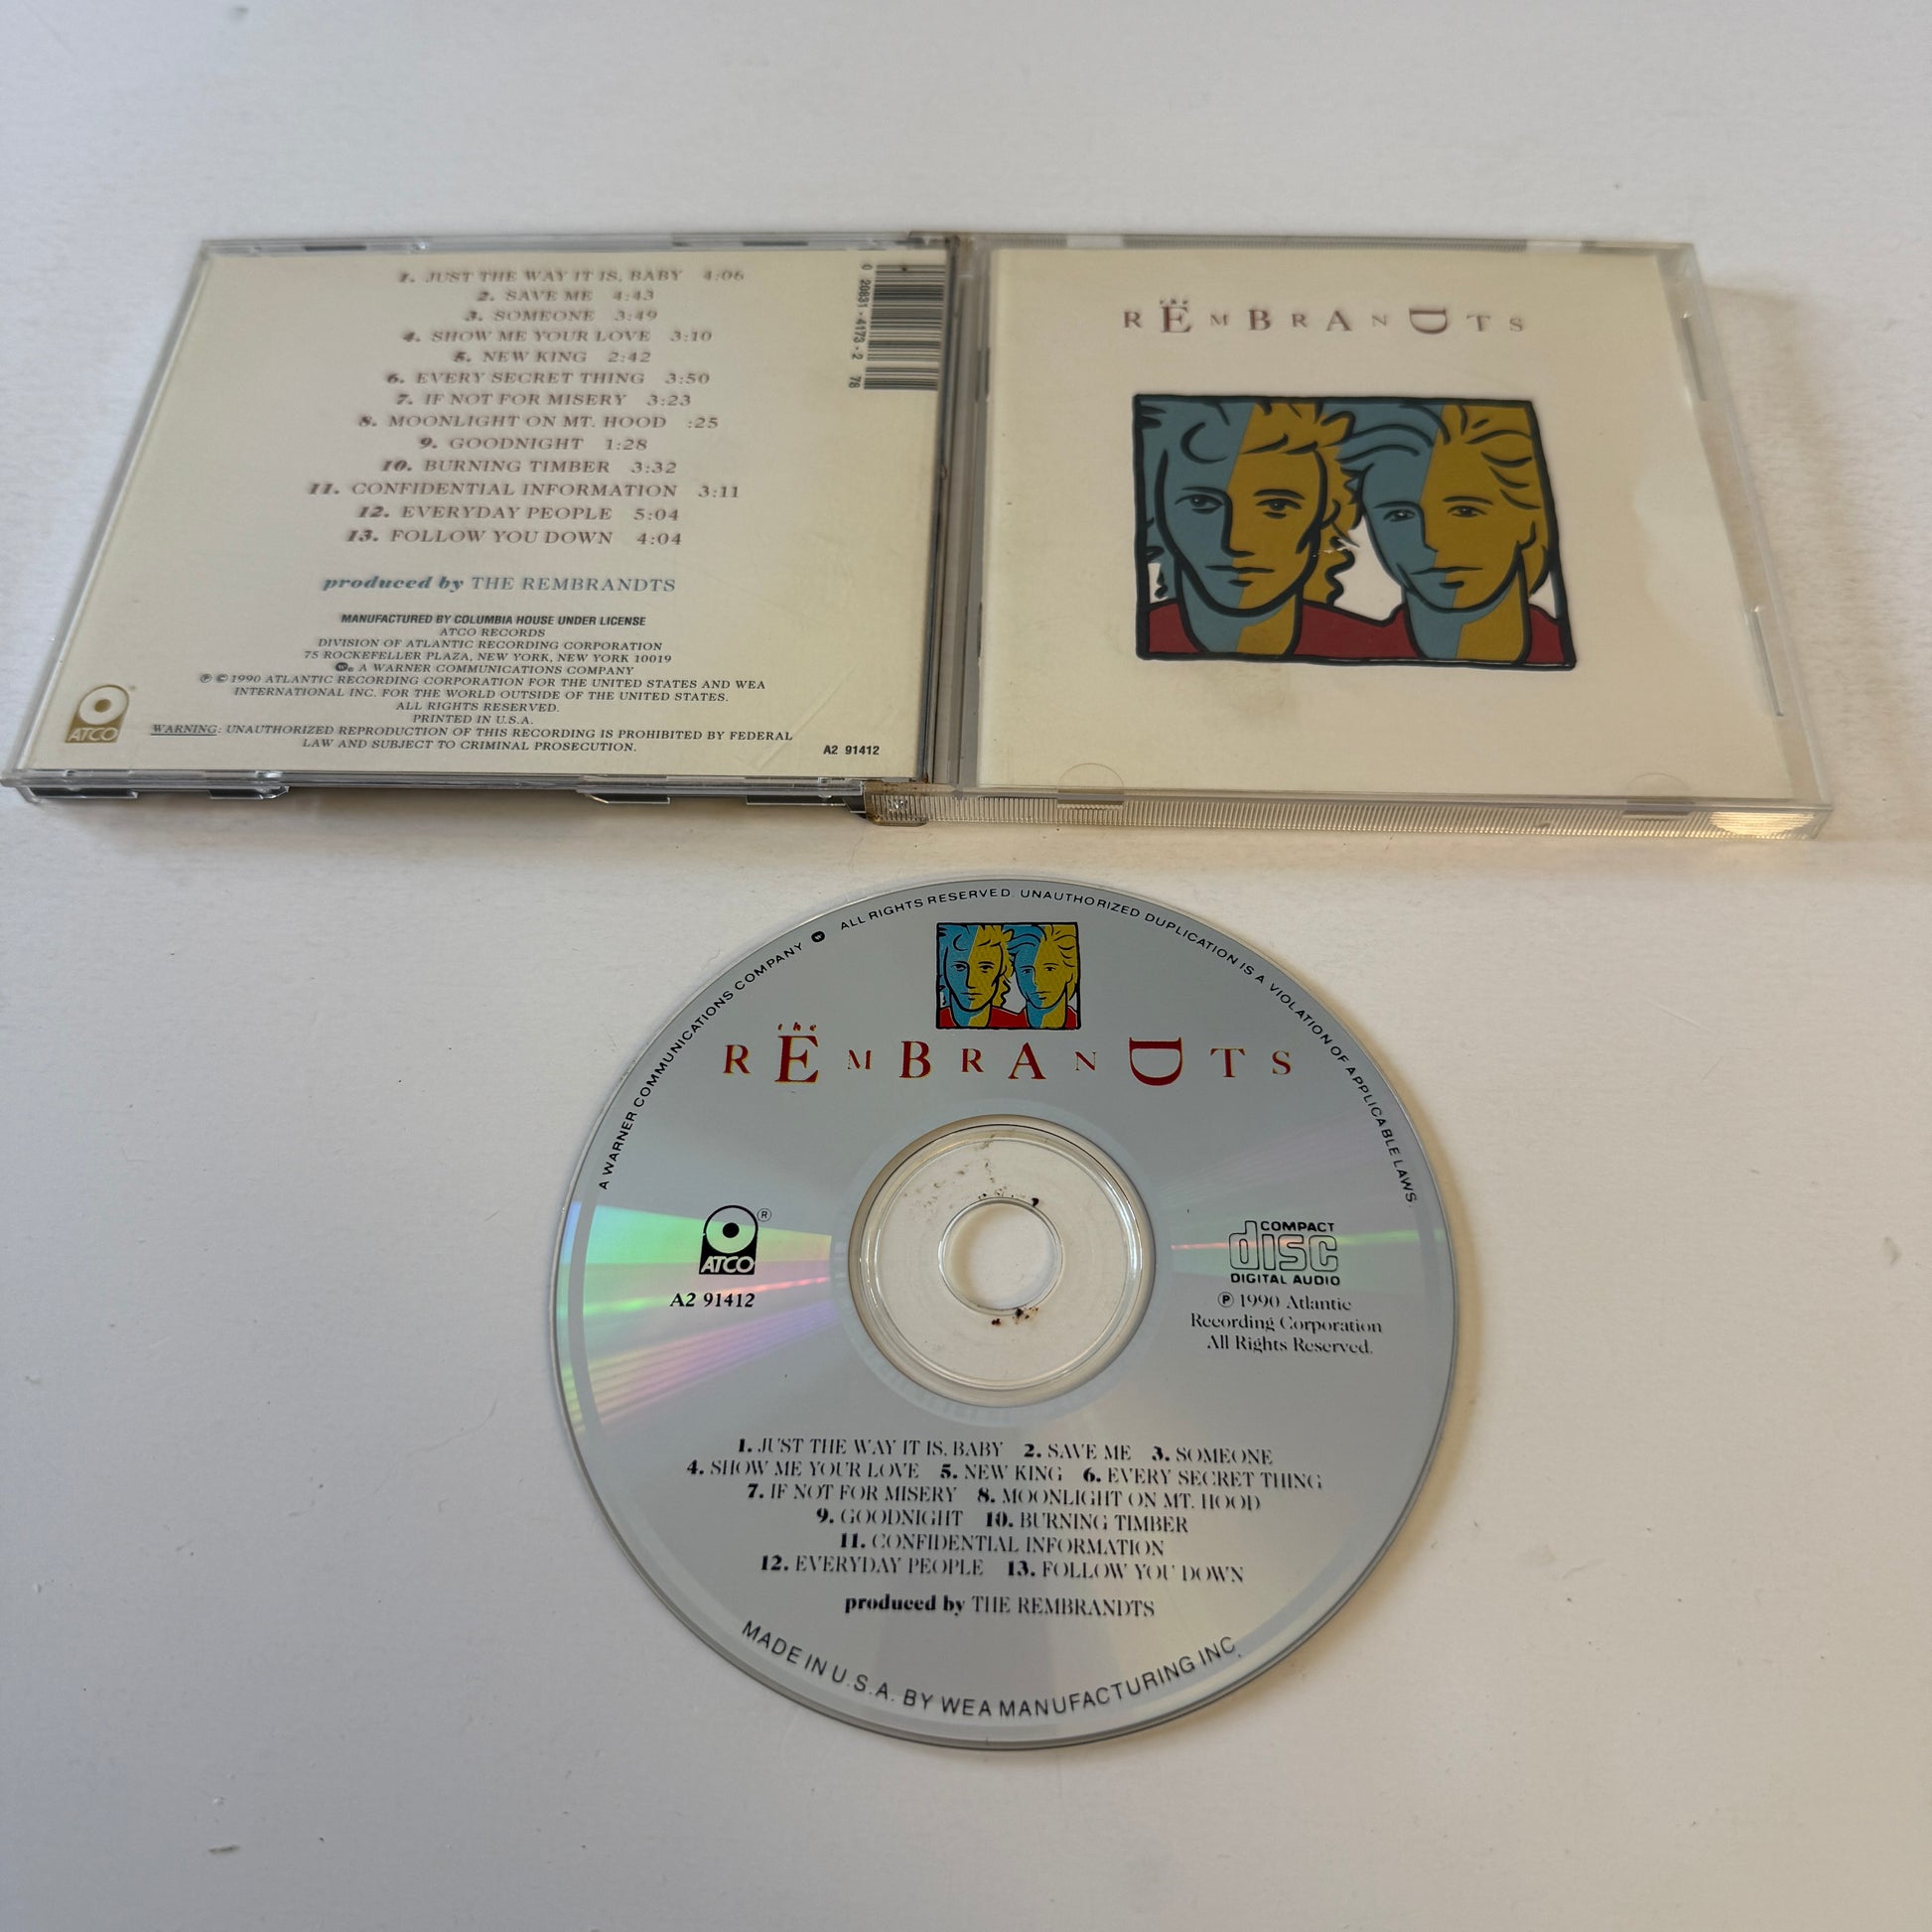 1. JUST THE WAY IT IS, BABY 4:06
2. SAVE ME 4:43
3. SOMEONE 3:49
4. SHOW ME YOUR LOVE 3:10
5. NEW KING 2:42
6. EVERY SECRET THING 3:50
7. IF NOT FOR MISERY 3:23
8. MOONLIGHT ON MT. HOOD :25
9. GOODNIGHT 1:28
10. BURNING TIMBER 3:32
11. CONFIDENTIAL INFORMATION 3:11
12. EVERYDAY PEOPLE 5:04
13. FOLLOW YOU DOWN 4:04
produced by THE REMBRANDTS
MANUFACTURED BY COLUMBIA HOUSE UNDER LICENSE
ATCO RECORDS
DIVISION OF ATLANTIC RECORDING CORPORATION
75 ROCKEFELLER PLAZA, NEW YORK, NEW YORK 10019
A WARNER COMMUNICATIONS COMPANY
℗ © 1990 ATLANTIC RECORDING CORPORATION FOR THE UNITED STATES AND WEA
INTERNATIONAL INC. FOR THE WORLD OUTSIDE OF THE UNITED STATES.
ALL RIGHTS RESERVED.
PRINTED IN U.S.A.
WARNING: UNAUTHORIZED REPRODUCTION OF THIS RECORDING IS PROHIBITED BY FEDERAL
LAW AND SUBJECT TO CRIMINAL PROSECUTION.
ATCO
A2 91412
0 20831-4173-2 78
the
REMBRANDTS
A WARNER COMMUNICATIONS COMPANY ALL RIGHTS RESERVED. UNAUTHORIZED DUPLICATION IS A VIOLATION OF APPLICABLE LAWS.
the
REMBRANDTS
ATCO ®
A2 91412
COMPACT
disc
DIGITAL AUDIO
℗ 1990 Atlantic
Recording Corporation
All Rights Reserved.
1. JUST THE WAY IT IS, BABY 2. SAVE ME 3. SOMEONE
4. SHOW ME YOUR LOVE 5. NEW KING 6. EVERY SECRET THING
7. IF NOT FOR MISERY 8. MOONLIGHT ON MT. HOOD
9. GOODNIGHT 10. BURNING TIMBER
11. CONFIDENTIAL INFORMATION
12. EVERYDAY PEOPLE 13. FOLLOW YOU DOWN
produced by THE REMBRANDTS
MADE IN U.S.A. BY WEA MANUFACTURING INC.